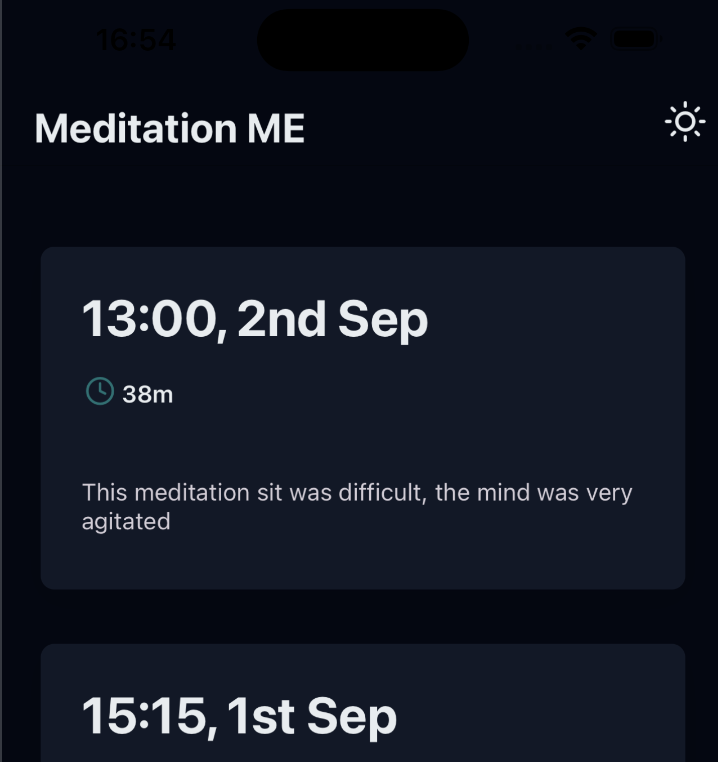 16:54
Meditation ME
13:00, 2nd Sep
38m
This meditation sit was difficult, the mind was very
agitated
15:15, 1st Sep